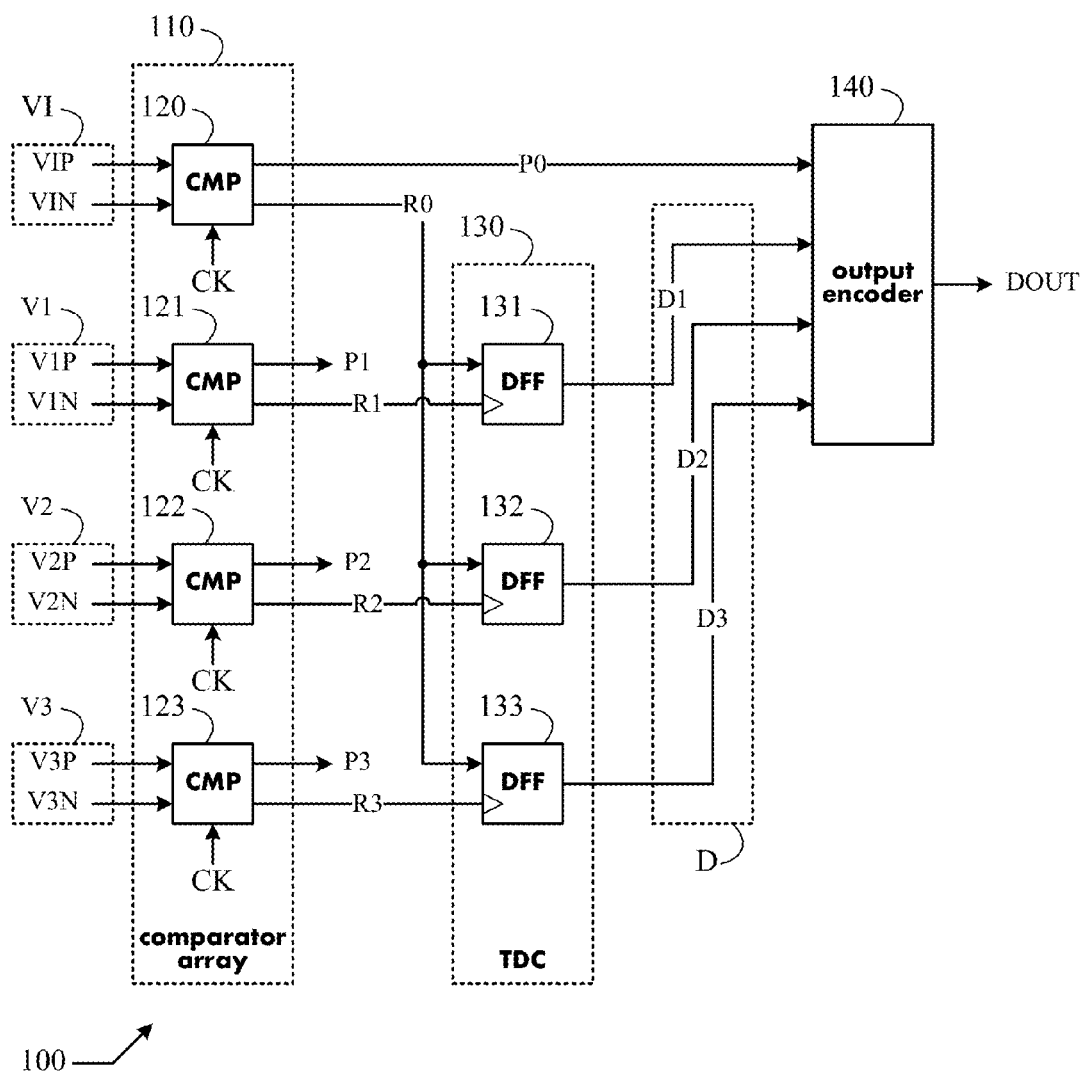 110
VI
120
140
VIP
VIN
CMP
P0
R0
CK
130
V1
121
D1
131
output
encoder
DOUT
V1P
V1N
CMP
P1
R1
DFF
CK
D2
V2
122
132
V2P
V2N
CMP
P2
R2
DFF
D3
CK
V3
123
133
V3P
V3N
CMP
P3
R3
DFF
D
CK
comparator
array
TDC
100